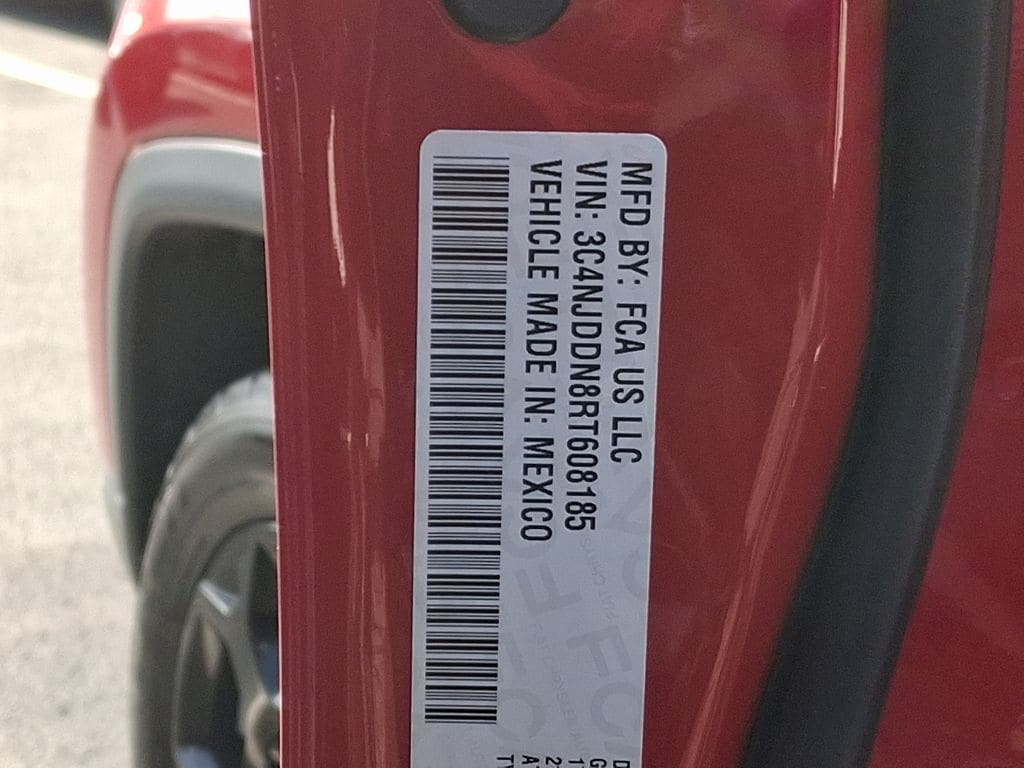 MFD BY: FCA US LLC
VIN: 3C4NJDDN8RT608185
VEHICLE MADE IN: MEXICO